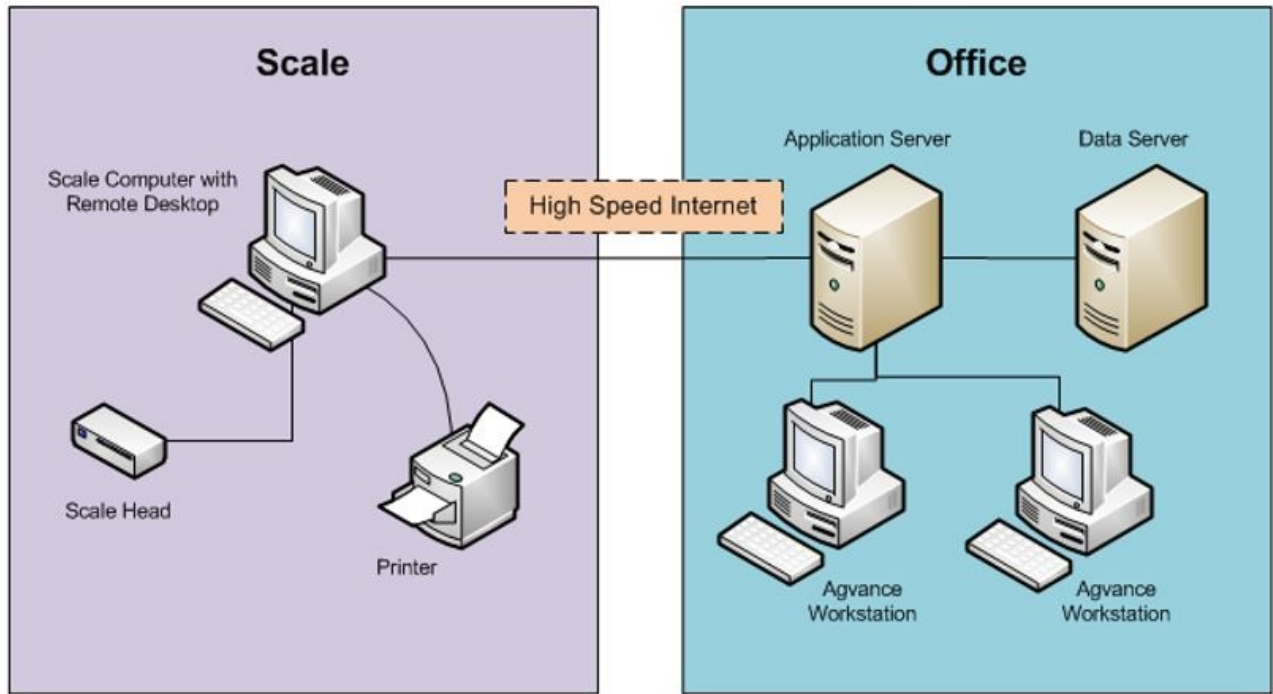 Scale
Scale Computer with
Remote Desktop
Scale Head
Printer
High Speed Internet
Office
Application Server
Data Server
Agvance
Workstation
Agvance
Workstation